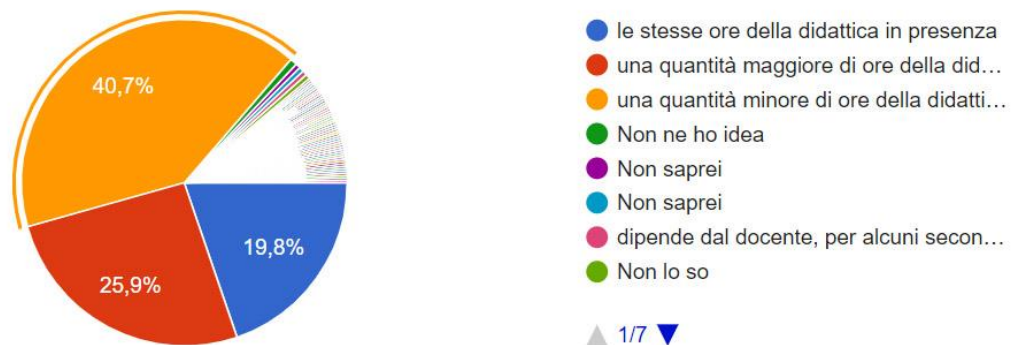 40,7%
25,9%
19,8%
le stesse ore della didattica in presenza
una quantità maggiore di ore della did…
una quantità minore di ore della didatti…
Non ne ho idea
Non saprei
Non saprei
dipende dal docente, per alcuni secon…
Non lo so
1/7